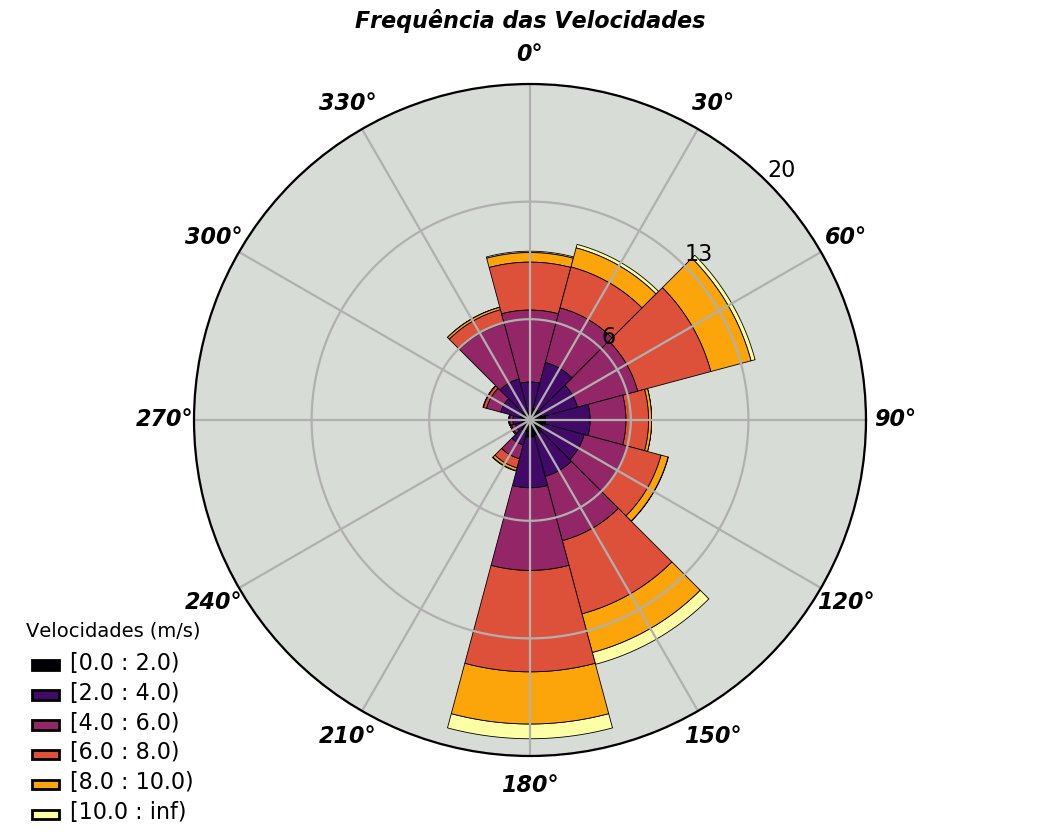 Frequência das Velocidades
0°
330°
30°
20
300°
60°
13
6
270°
90°
240°
120°
210°
150°
180°
Velocidades (m/s)
[0.0 : 2.0)
[2.0 : 4.0)
[4.0 : 6.0)
[6.0 : 8.0)
[8.0 : 10.0)
[10.0 : inf)